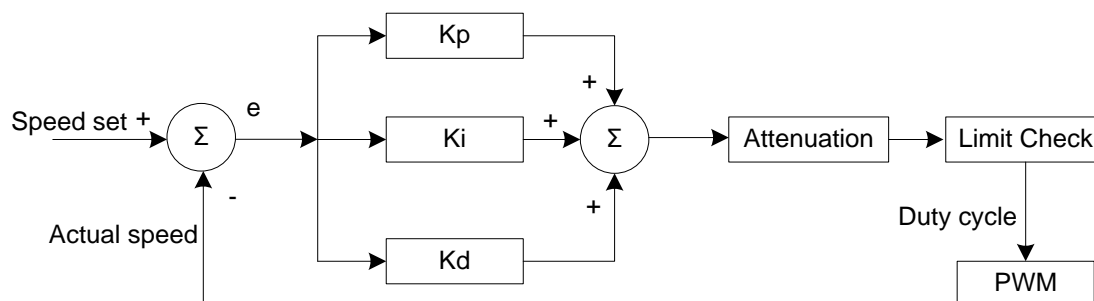 Kp
+
Speed set +
Σ
e
Ki
+
Σ
Attenuation
Limit Check
-
+
Actual speed
Duty cycle
Kd
PWM